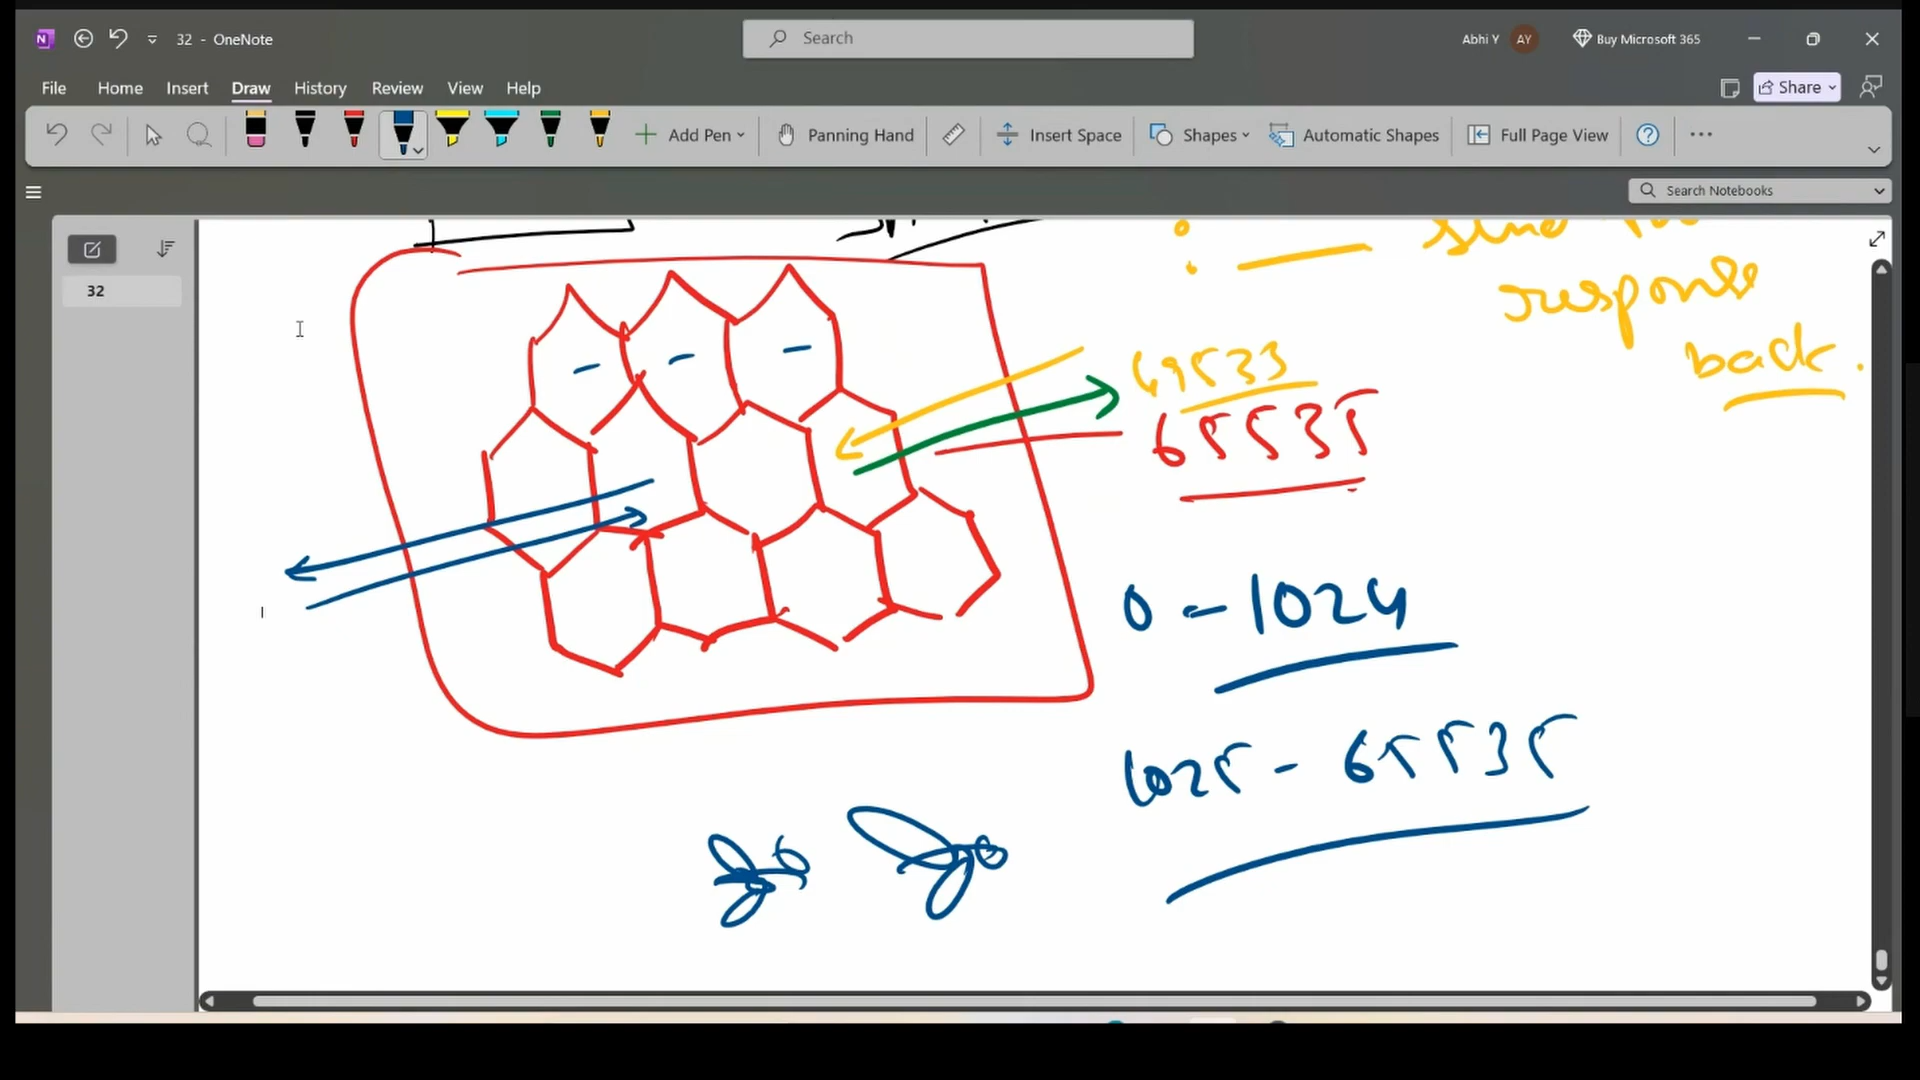 32 - OneNote
Search
Abhi Y
AY
Buy Microsoft 365
File
Home
Insert
Draw
History
Review
View
Help
Share
Add Pen
Panning Hand
Insert Space
Shapes
Automatic Shapes
Full Page View
Search Notebooks
32
send
response
back.
49533
65535
0 - 1024
1025 - 65535